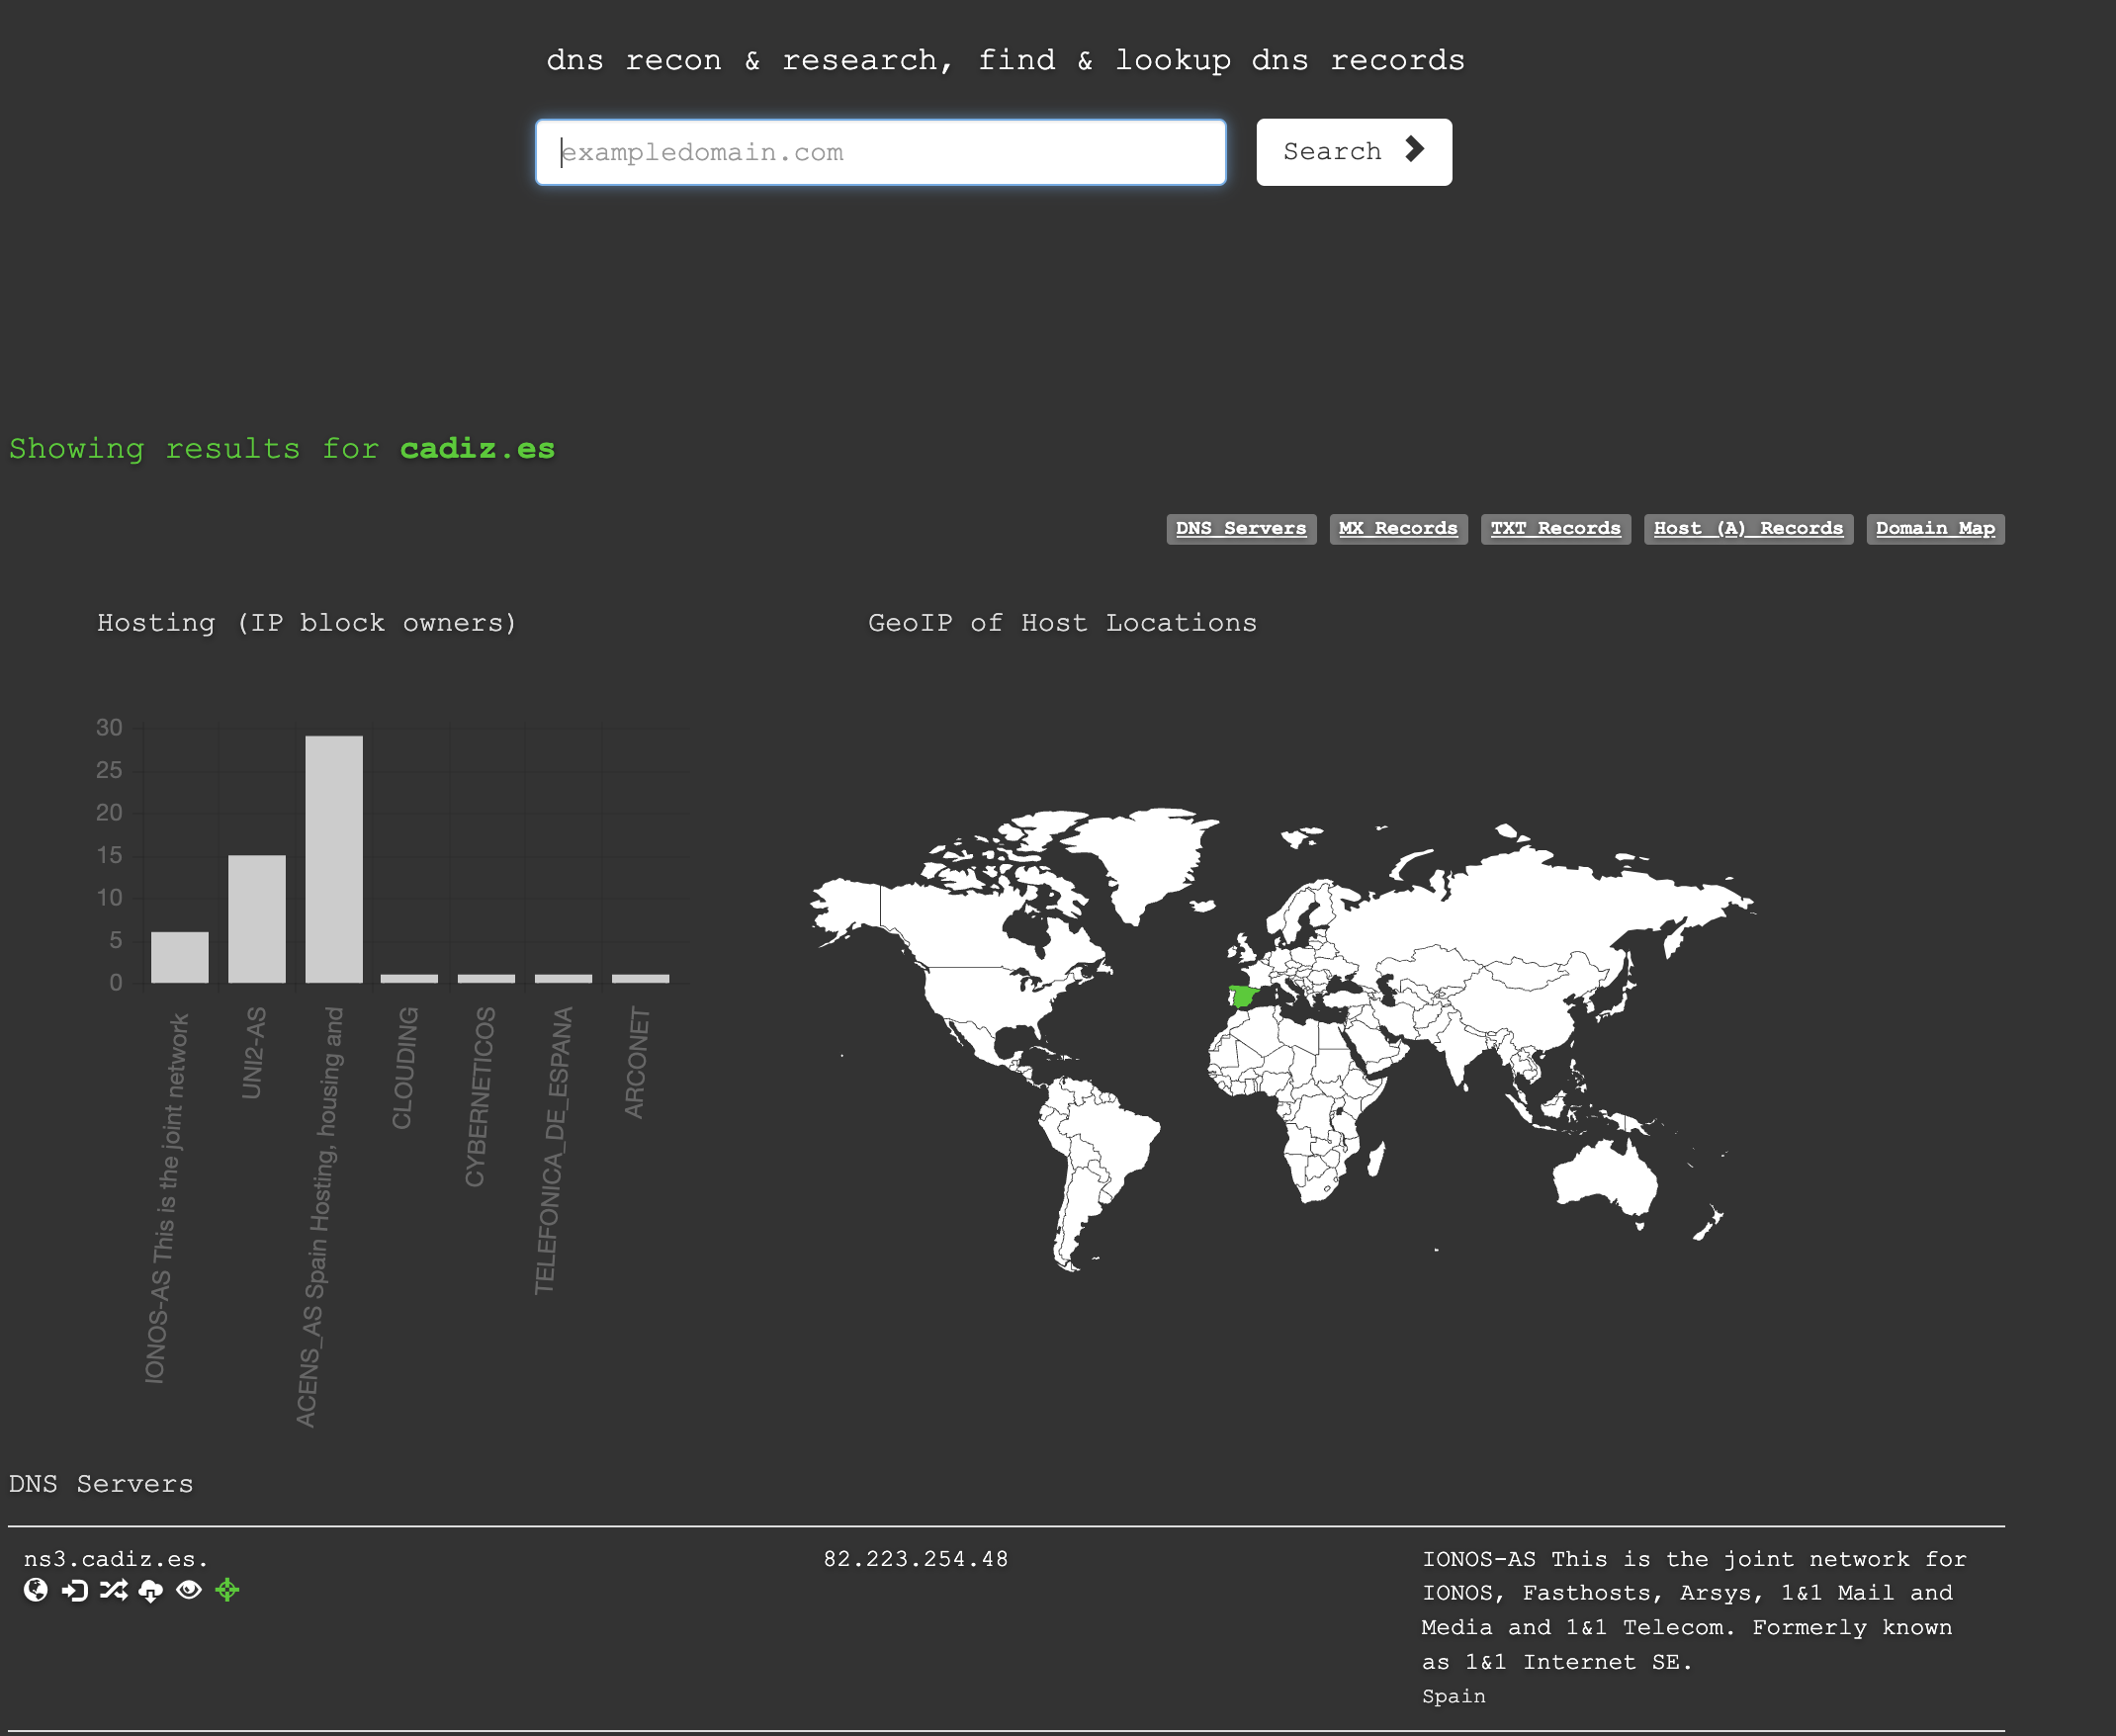 dns recon & research, find & lookup dns records
exampledomain.com
Search
Showing results for cadiz.es
DNS Servers MX Records TXT Records Host (A) Records Domain Map
Hosting (IP block owners)
GeoIP of Host Locations
30
25
20
15
10
5
0
IONOS-AS This is the joint network
UNI2-AS
ACENS_AS Spain Hosting, housing and
CLOUDING
CYBERNETICOS
TELEFONICA_DE_ESPANA
ARCONET
DNS Servers
ns3.cadiz.es.
82.223.254.48
IONOS-AS This is the joint network for
IONOS, Fasthosts, Arsys, 1&1 Mail and
Media and 1&1 Telecom. Formerly known
as 1&1 Internet SE.
Spain